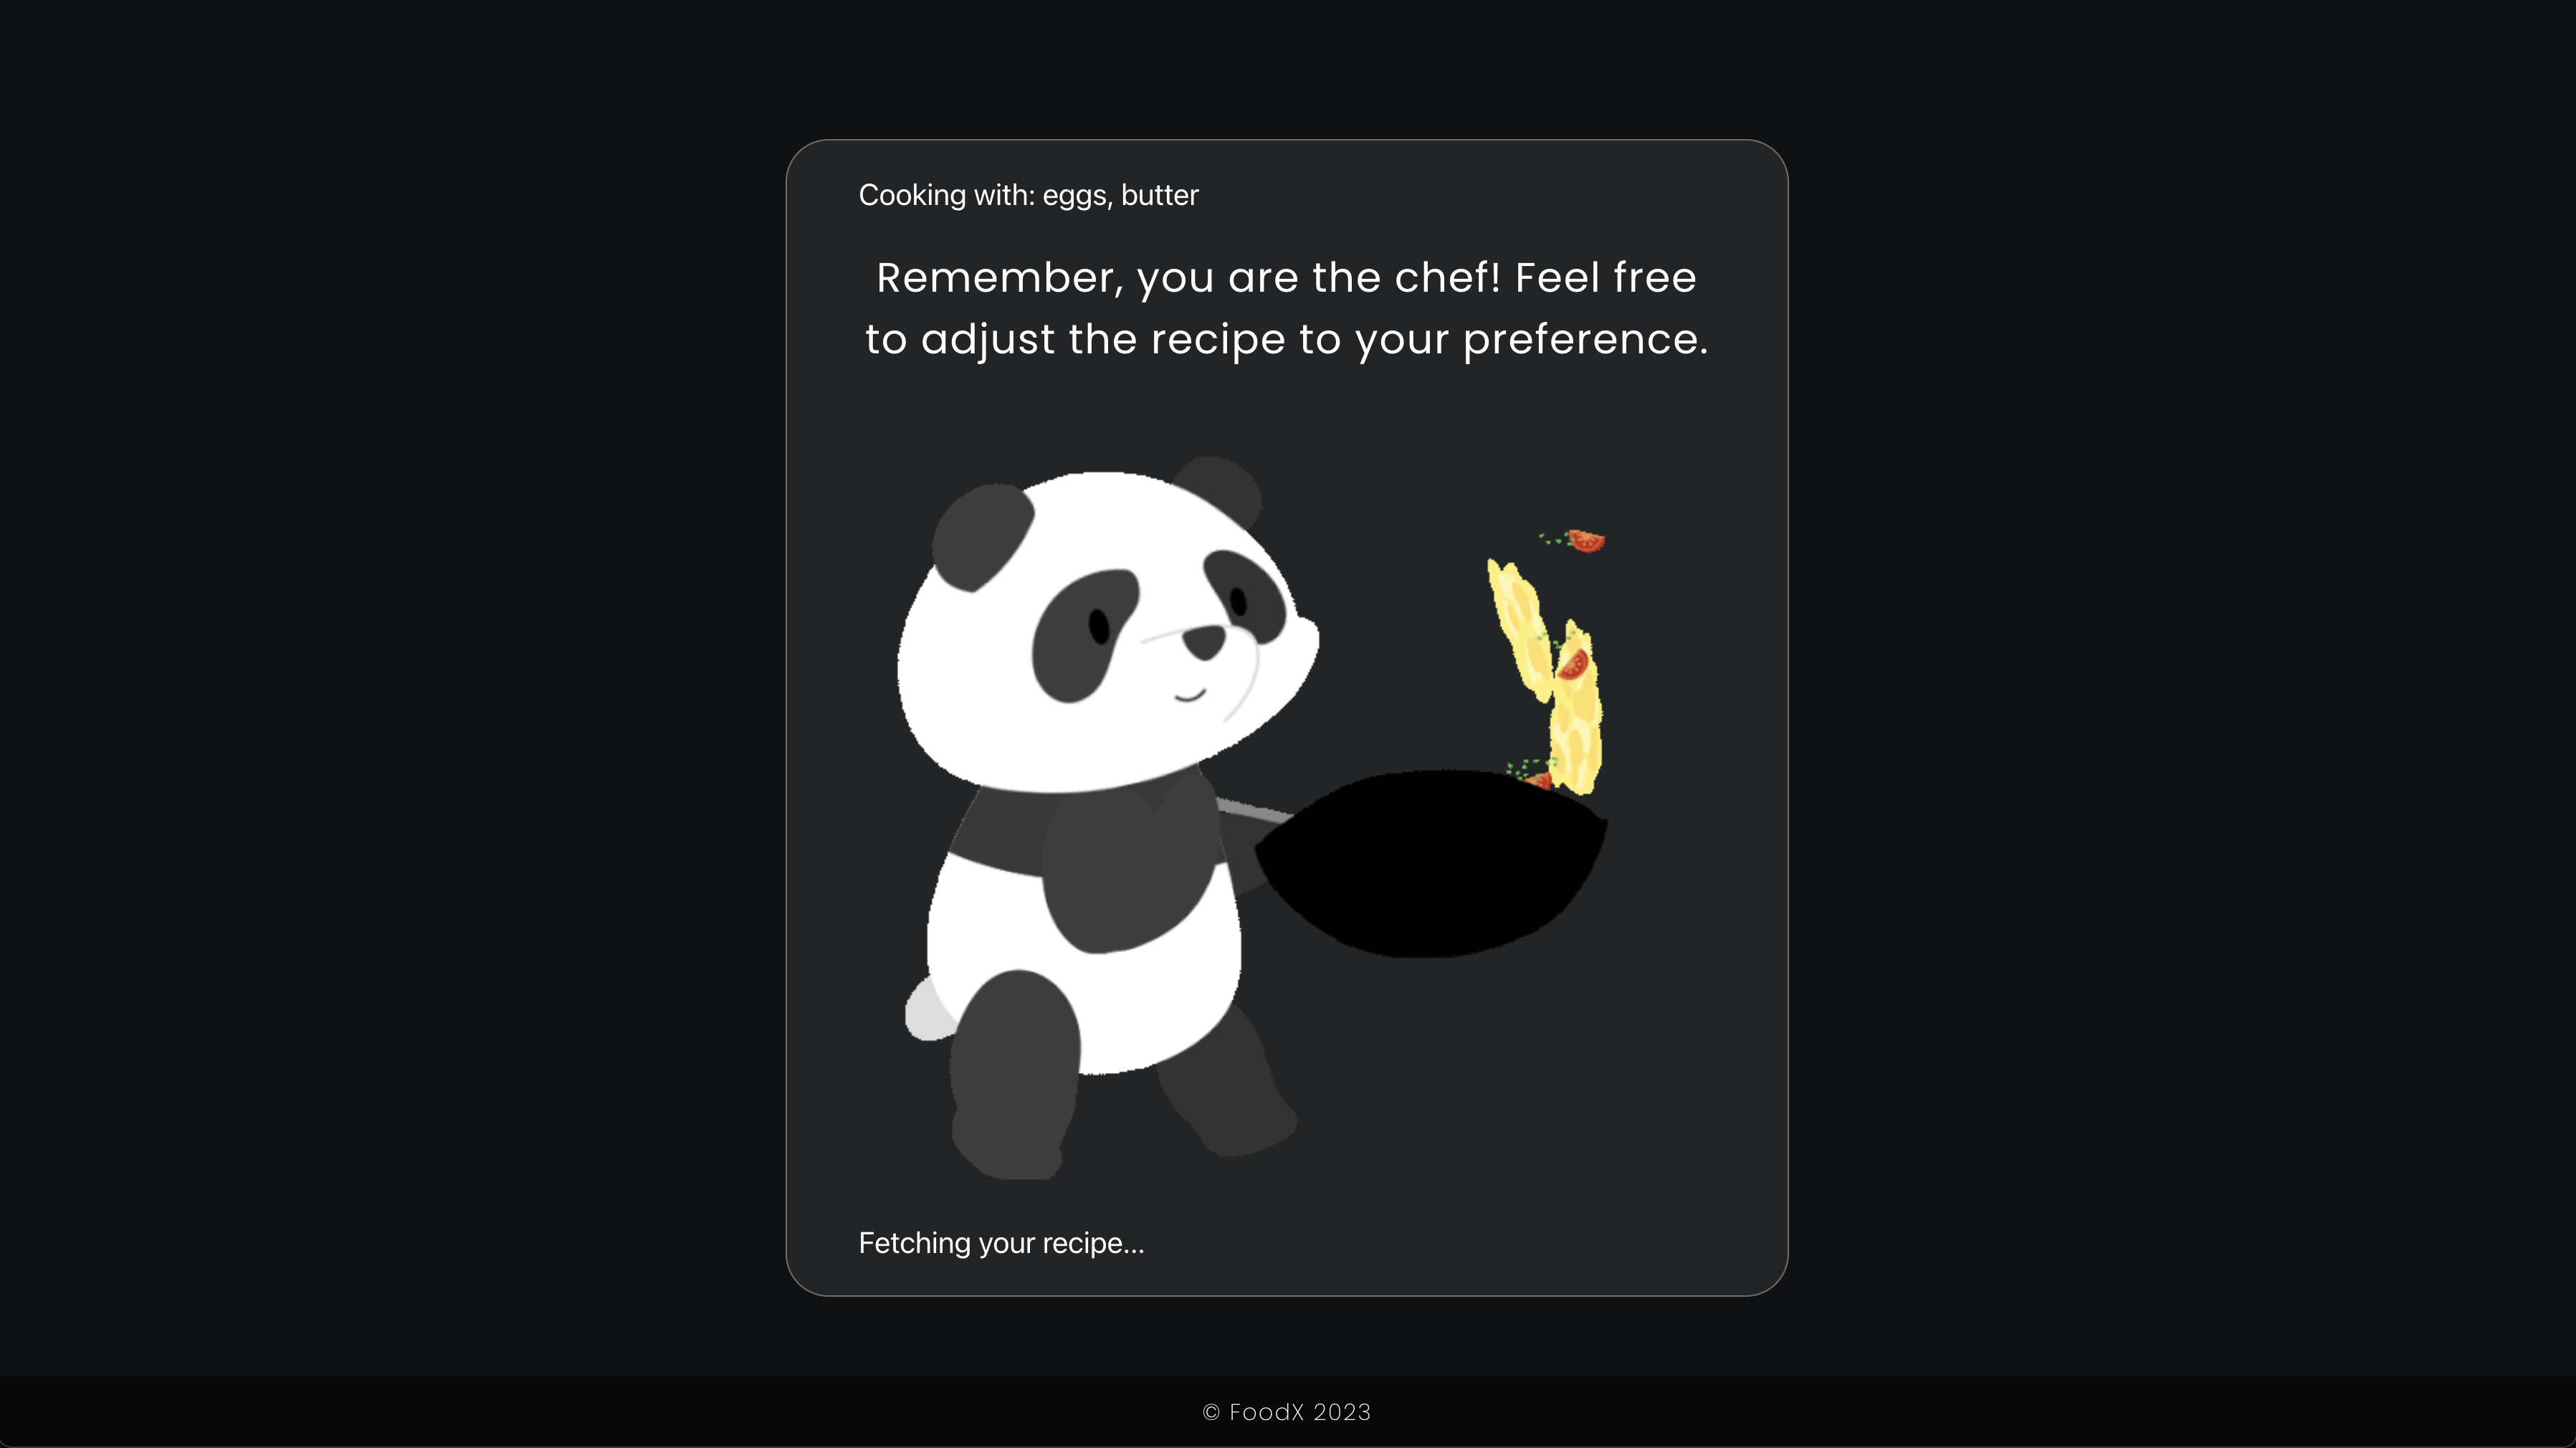 Cooking with: eggs, butter
Remember, you are the chef! Feel free
to adjust the recipe to your preference.
Fetching your recipe...
© FoodX 2023